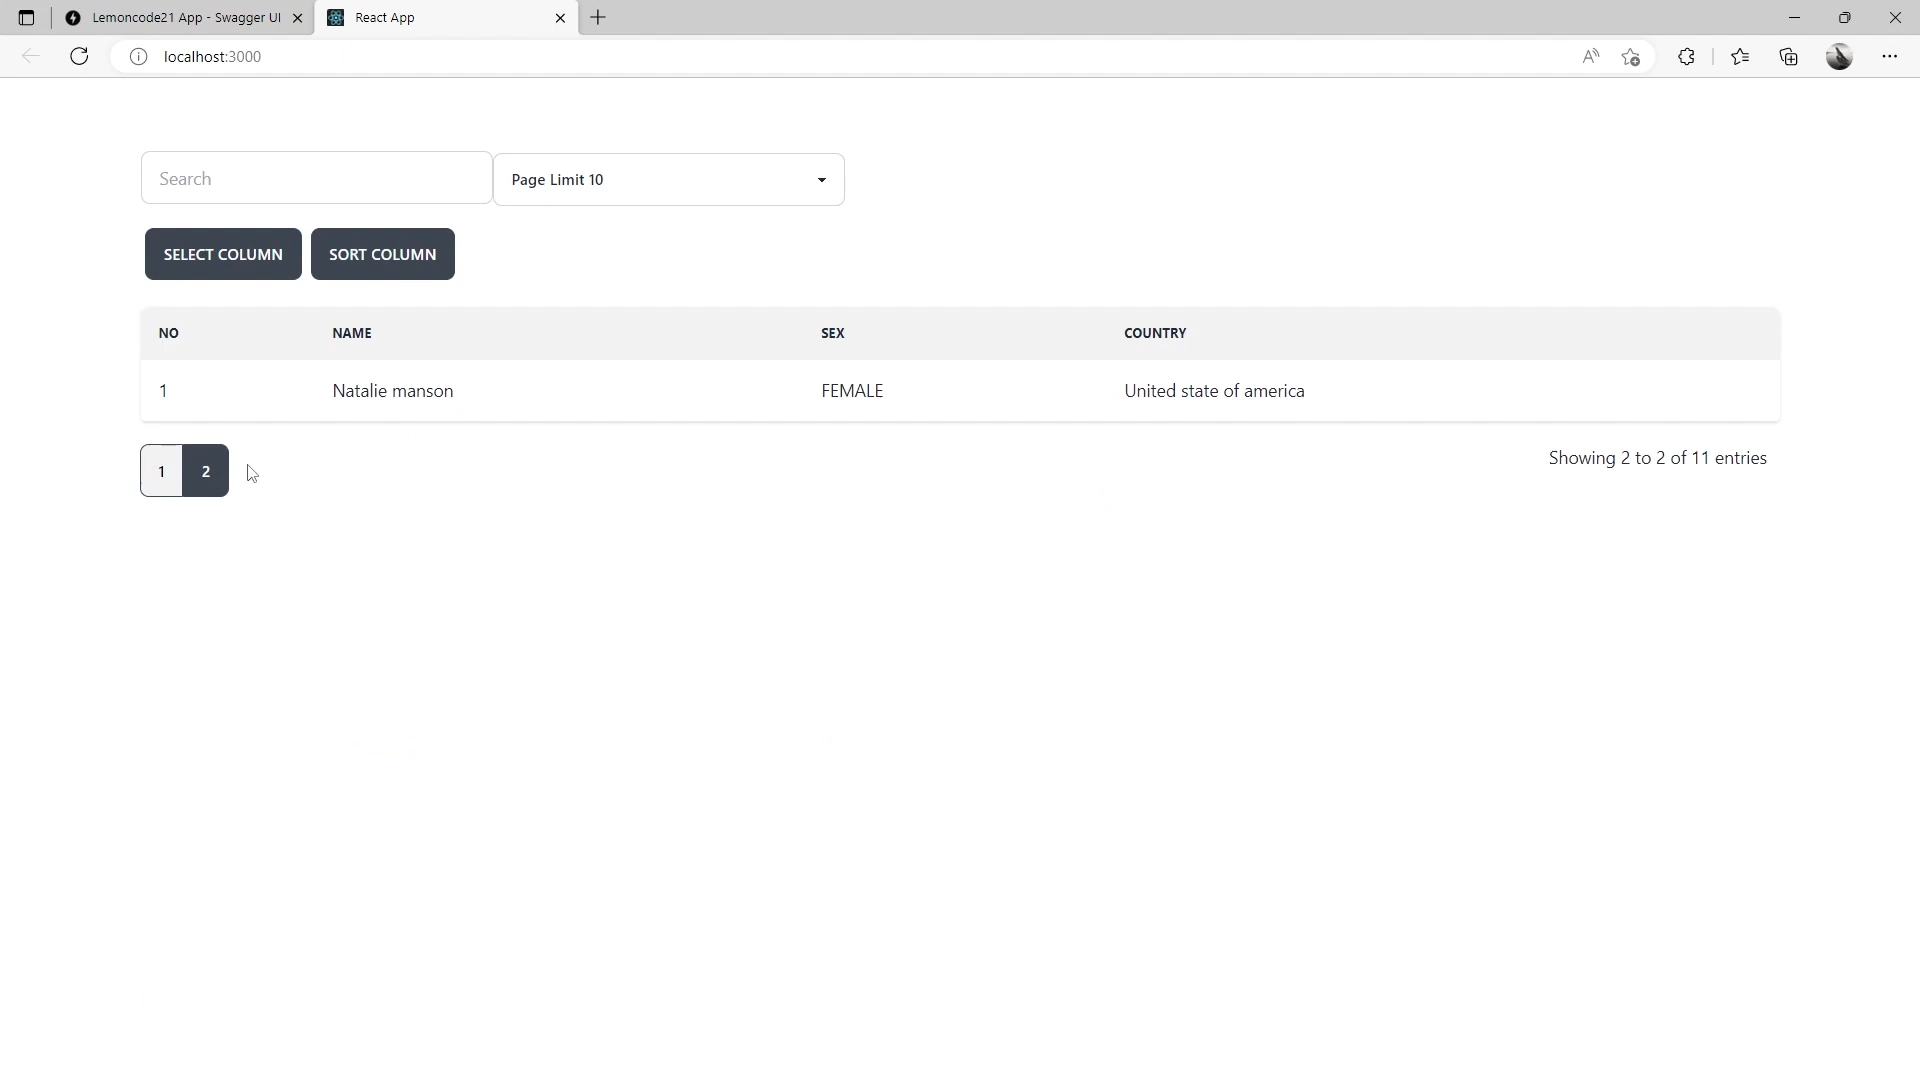 Lemoncode21 App - Swagger UI
React App
localhost:3000
Search
Page Limit 10
SELECT COLUMN
SORT COLUMN
NO NAME SEX COUNTRY
1 Natalie manson FEMALE United state of america
1 2
Showing 2 to 2 of 11 entries